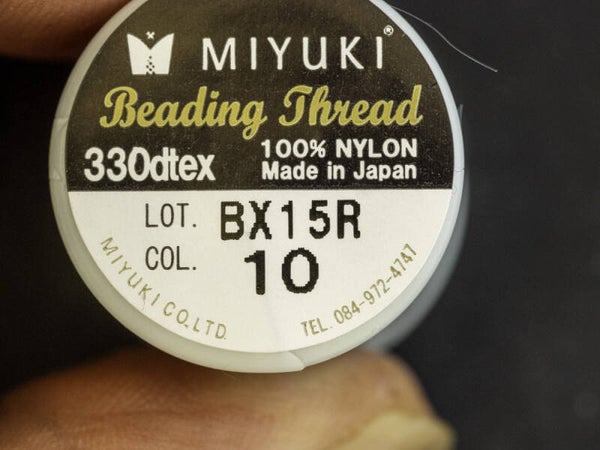 MIYUKI®
Beading Thread
330dtex
100% NYLON
Made in Japan
LOT. BX15R
COL. 10
MIYUKI CO.,LTD.
TEL. 084-972-4747